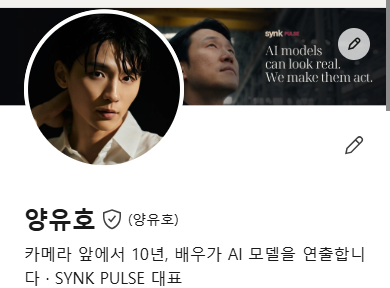 synk PULSE
AI models
can look real.
We make them act.
양유호 (양유호)
카메라 앞에서 10년, 배우가 AI 모델을 연출합니
다 · SYNK PULSE 대표